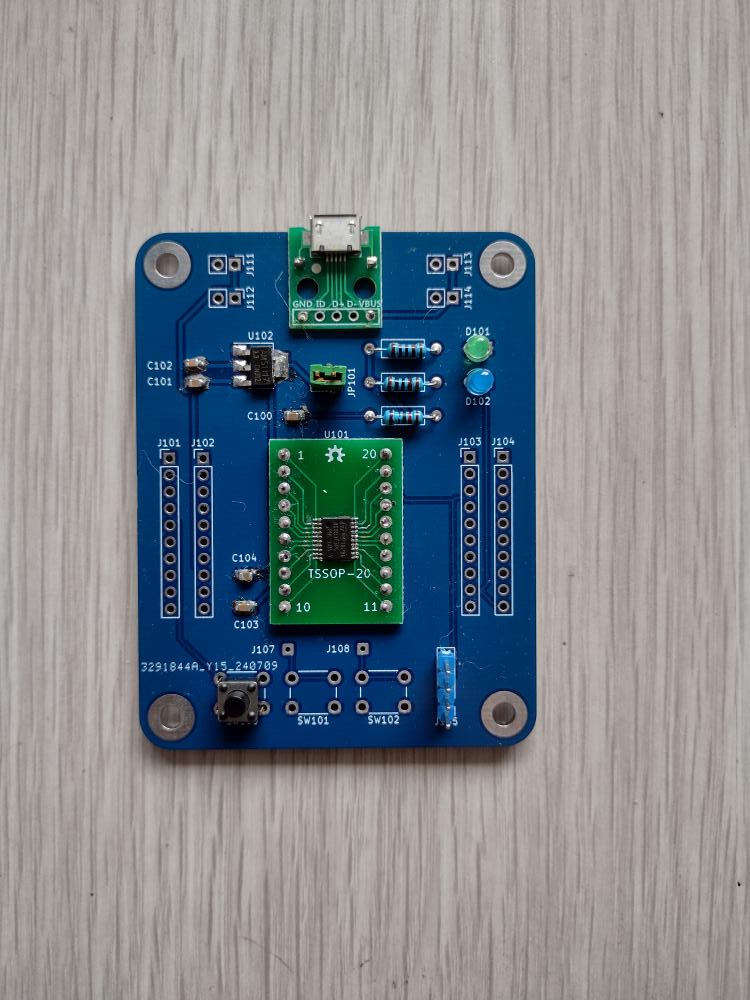 J111
J113
J112
J114
GND ID D+ D- VBUS
U102
D101
C102
C101
JP101
D102
C100
U101
J101 J102
1 20
J103 J104
TSSOP-20
C104
10 11
C103
J107 J108
3291844A_Y15_240709
SW101
SW102